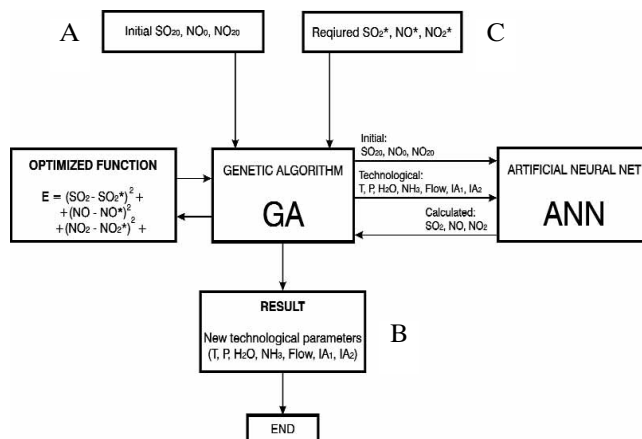 A
Initial SO₂₀, NO₀, NO₂₀
Reqiured SO₂*, NO*, NO₂*
C
OPTIMIZED FUNCTION
E = (SO₂ - SO₂*)² +
+(NO - NO*)²
+(NO₂ - NO₂*)² +
GENETIC ALGORITHM
GA
Initial:
SO₂₀, NO₀, NO₂₀
Technological:
T, P, H₂O, NH₃, Flow, IA₁, IA₂
Calculated:
SO₂, NO, NO₂
ARTIFICIAL NEURAL NET
ANN
RESULT
New technological parameters
(T, P, H₂O, NH₃, Flow, IA₁, IA₂)
B
END